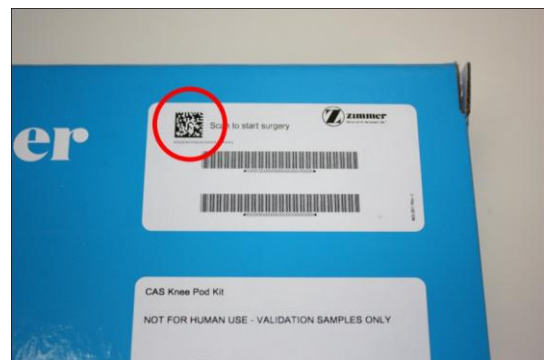 er
Scan to start surgery
zimmer
CAS Knee Pod Kit
NOT FOR HUMAN USE - VALIDATION SAMPLES ONLY